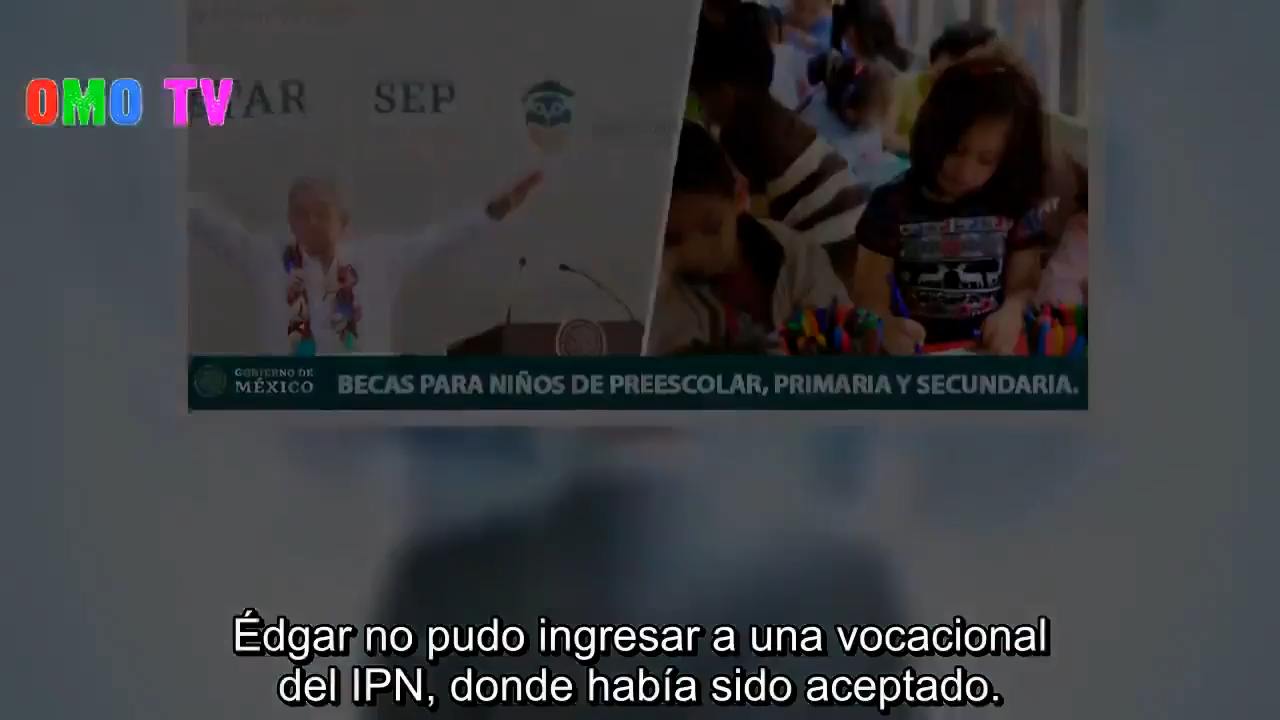 OMO TV
TAR
SEP
GOBIERNO DE
MÉXICO
BECAS PARA NIÑOS DE PREESCOLAR, PRIMARIA Y SECUNDARIA.
Édgar no pudo ingresar a una vocacional
del IPN, donde había sido aceptado.